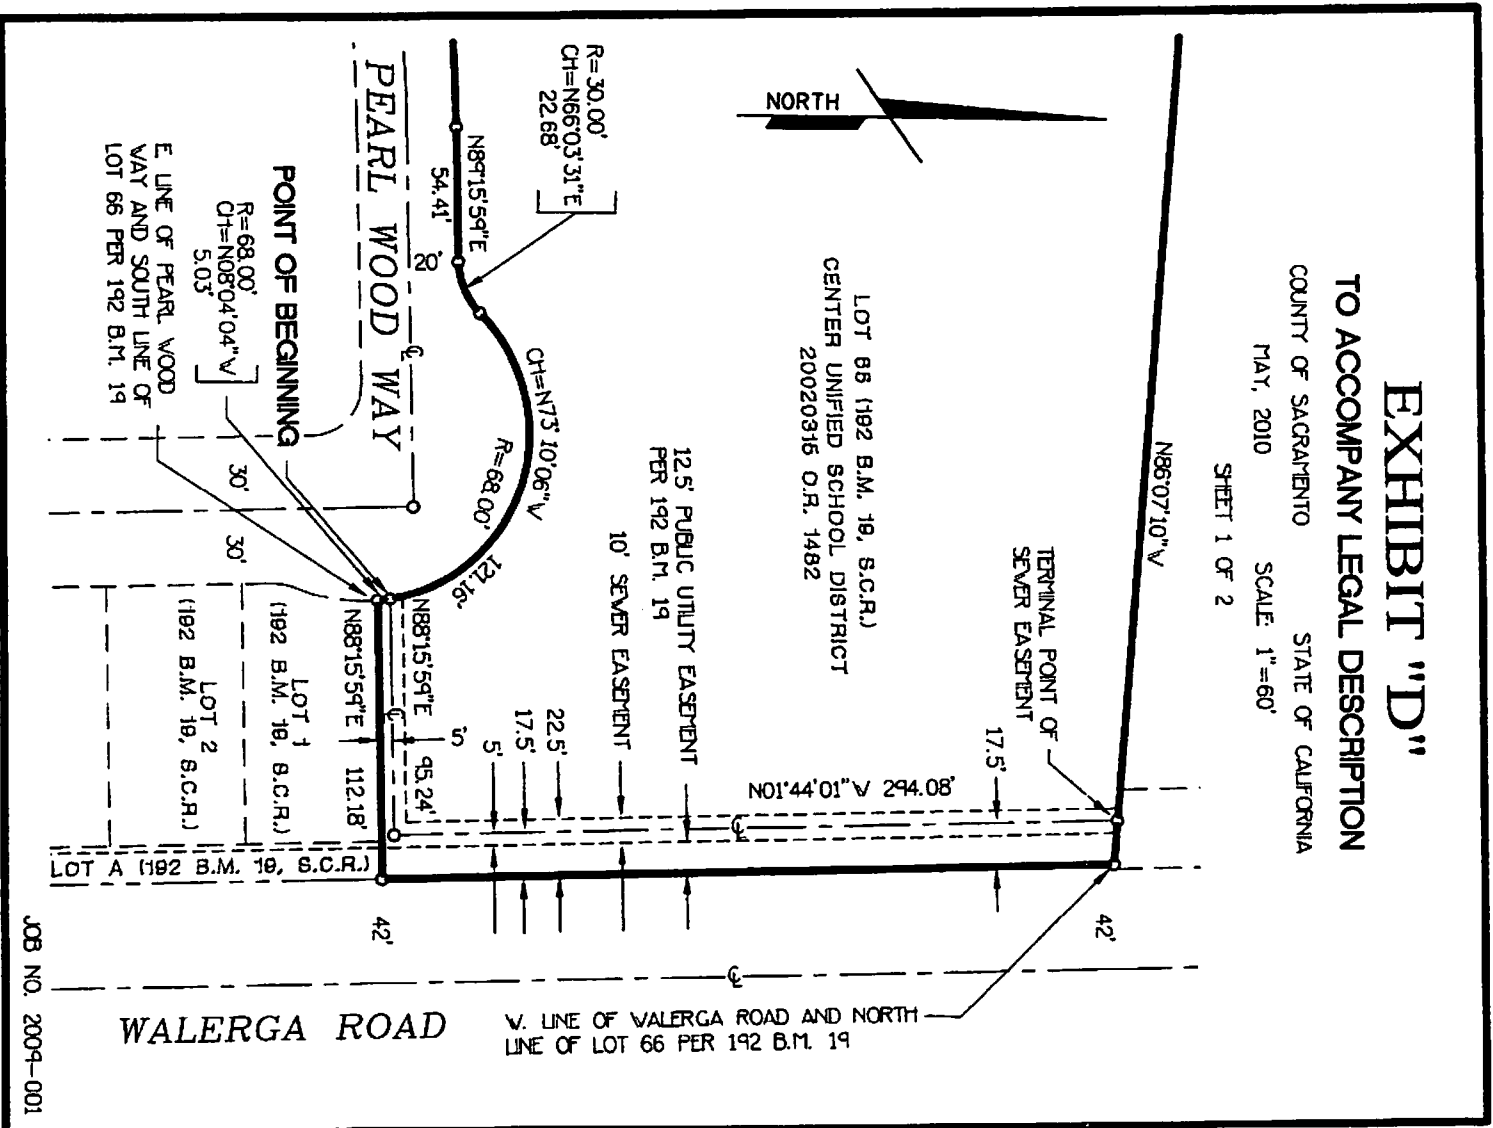 EXHIBIT "D"
TO ACCOMPANY LEGAL DESCRIPTION
COUNTY OF SACRAMENTO STATE OF CALIFORNIA
MAY, 2010 SCALE: 1"=60'
SHEET 1 OF 2
NORTH
N86°07'10"W
R=30.00'
CH=N66°03'31"E
22.68'
N89°15'59"E
54.41'
20'
PEARL WOOD WAY
℄
CH=N73°10'06"W
R=68.00'
121.16'
LOT 66 (192 B.M. 19, S.C.R.)
CENTER UNIFIED SCHOOL DISTRICT
20020315 O.R. 1482
12.5' PUBLIC UTILITY EASEMENT
PER 192 B.M. 19
10' SEWER EASEMENT
TERMINAL POINT OF
SEWER EASEMENT
17.5'
22.5'
17.5'
5'
5'
N01°44'01"W 294.08'
℄
POINT OF BEGINNING
R=68.00'
CH=N08°04'04"W
5.03'
E. LINE OF PEARL WOOD
WAY AND SOUTH LINE OF
LOT 66 PER 192 B.M. 19
30'
30'
N88°15'59"E 95.24'
℄
N88°15'59"E 112.18'
LOT 1
(192 B.M. 19, S.C.R.)
LOT 2
(192 B.M. 19, S.C.R.)
LOT A (192 B.M. 19, S.C.R.)
42'
42'
℄
WALERGA ROAD
W. LINE OF WALERGA ROAD AND NORTH
LINE OF LOT 66 PER 192 B.M. 19
JOB NO. 2009-001